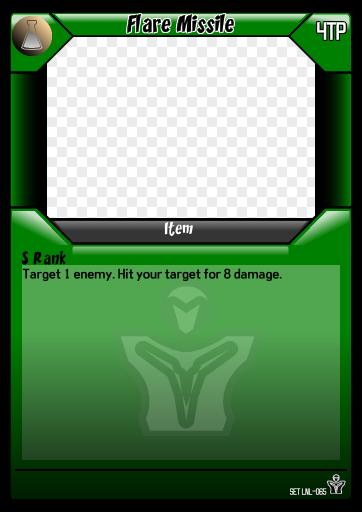 Flare Missile
4TP
Item
S Rank
Target 1 enemy. Hit your target for 8 damage.
SET LNL-065